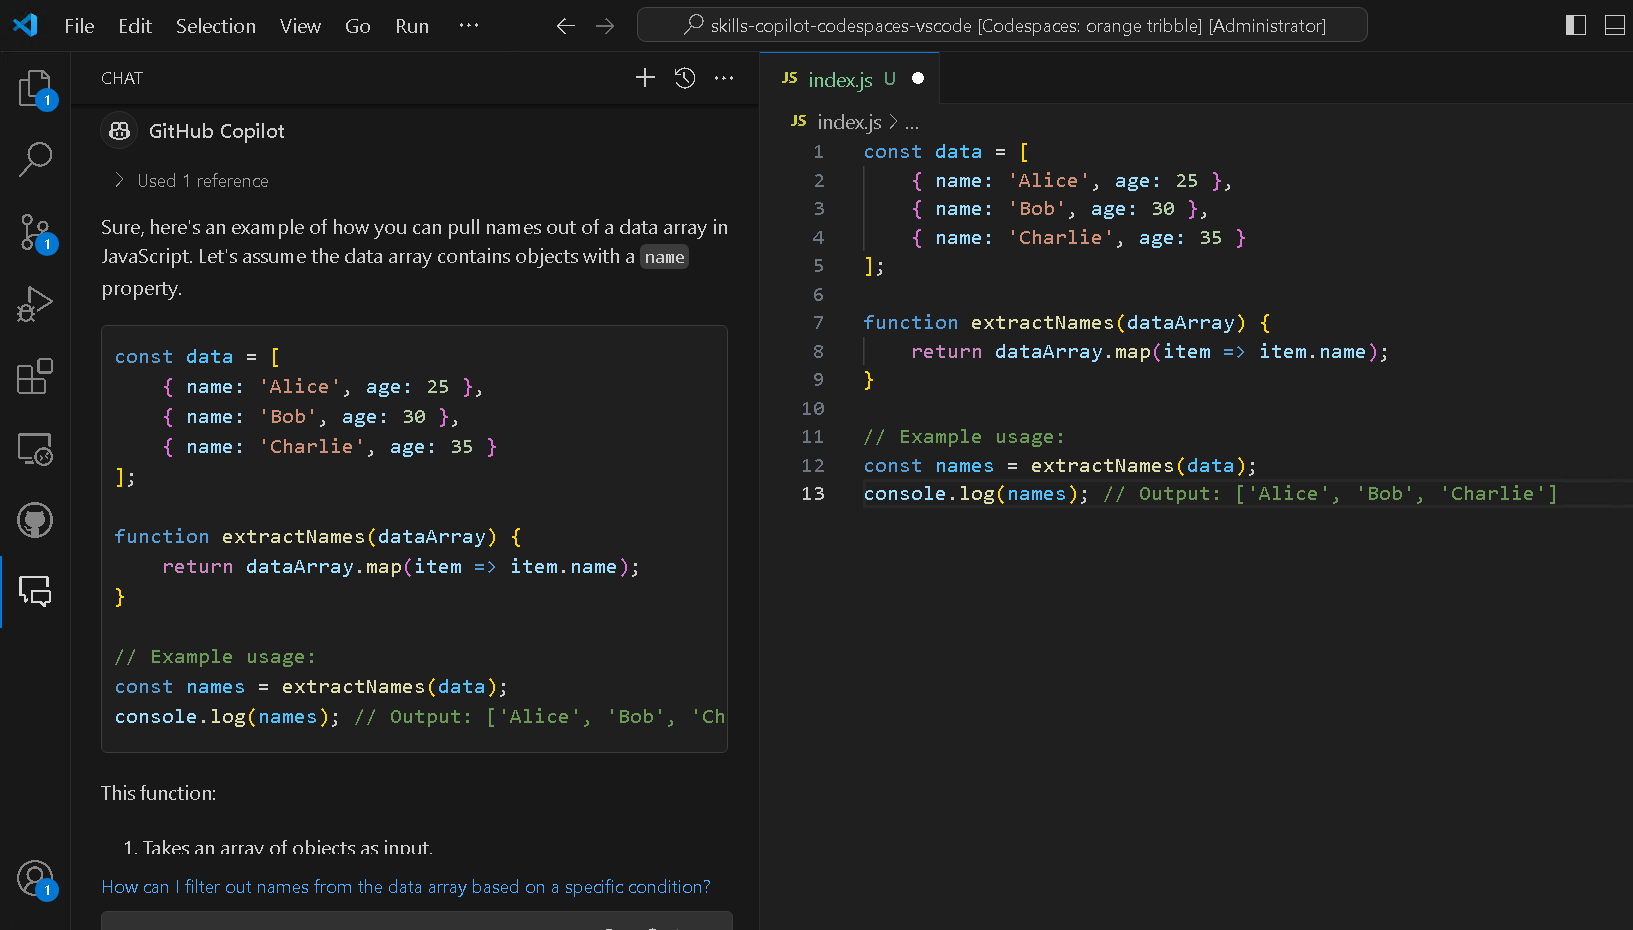 File Edit Selection View Go Run ···
skills-copilot-codespaces-vscode [Codespaces: orange tribble] [Administrator]
1
1
1
CHAT
GitHub Copilot
Used 1 reference
Sure, here's an example of how you can pull names out of a data array in
JavaScript. Let's assume the data array contains objects with a name
property.
const data = [
    { name: 'Alice', age: 25 },
    { name: 'Bob', age: 30 },
    { name: 'Charlie', age: 35 }
];
function extractNames(dataArray) {
    return dataArray.map(item => item.name);
}
// Example usage:
const names = extractNames(data);
console.log(names); // Output: ['Alice', 'Bob', 'Ch
This function:
1. Takes an array of objects as input.
How can I filter out names from the data array based on a specific condition?
JS index.js U
JS index.js > ...
1 const data = [
2     { name: 'Alice', age: 25 },
3     { name: 'Bob', age: 30 },
4     { name: 'Charlie', age: 35 }
5 ];
6
7 function extractNames(dataArray) {
8     return dataArray.map(item => item.name);
9 }
10
11 // Example usage:
12 const names = extractNames(data);
13 console.log(names); // Output: ['Alice', 'Bob', 'Charlie']